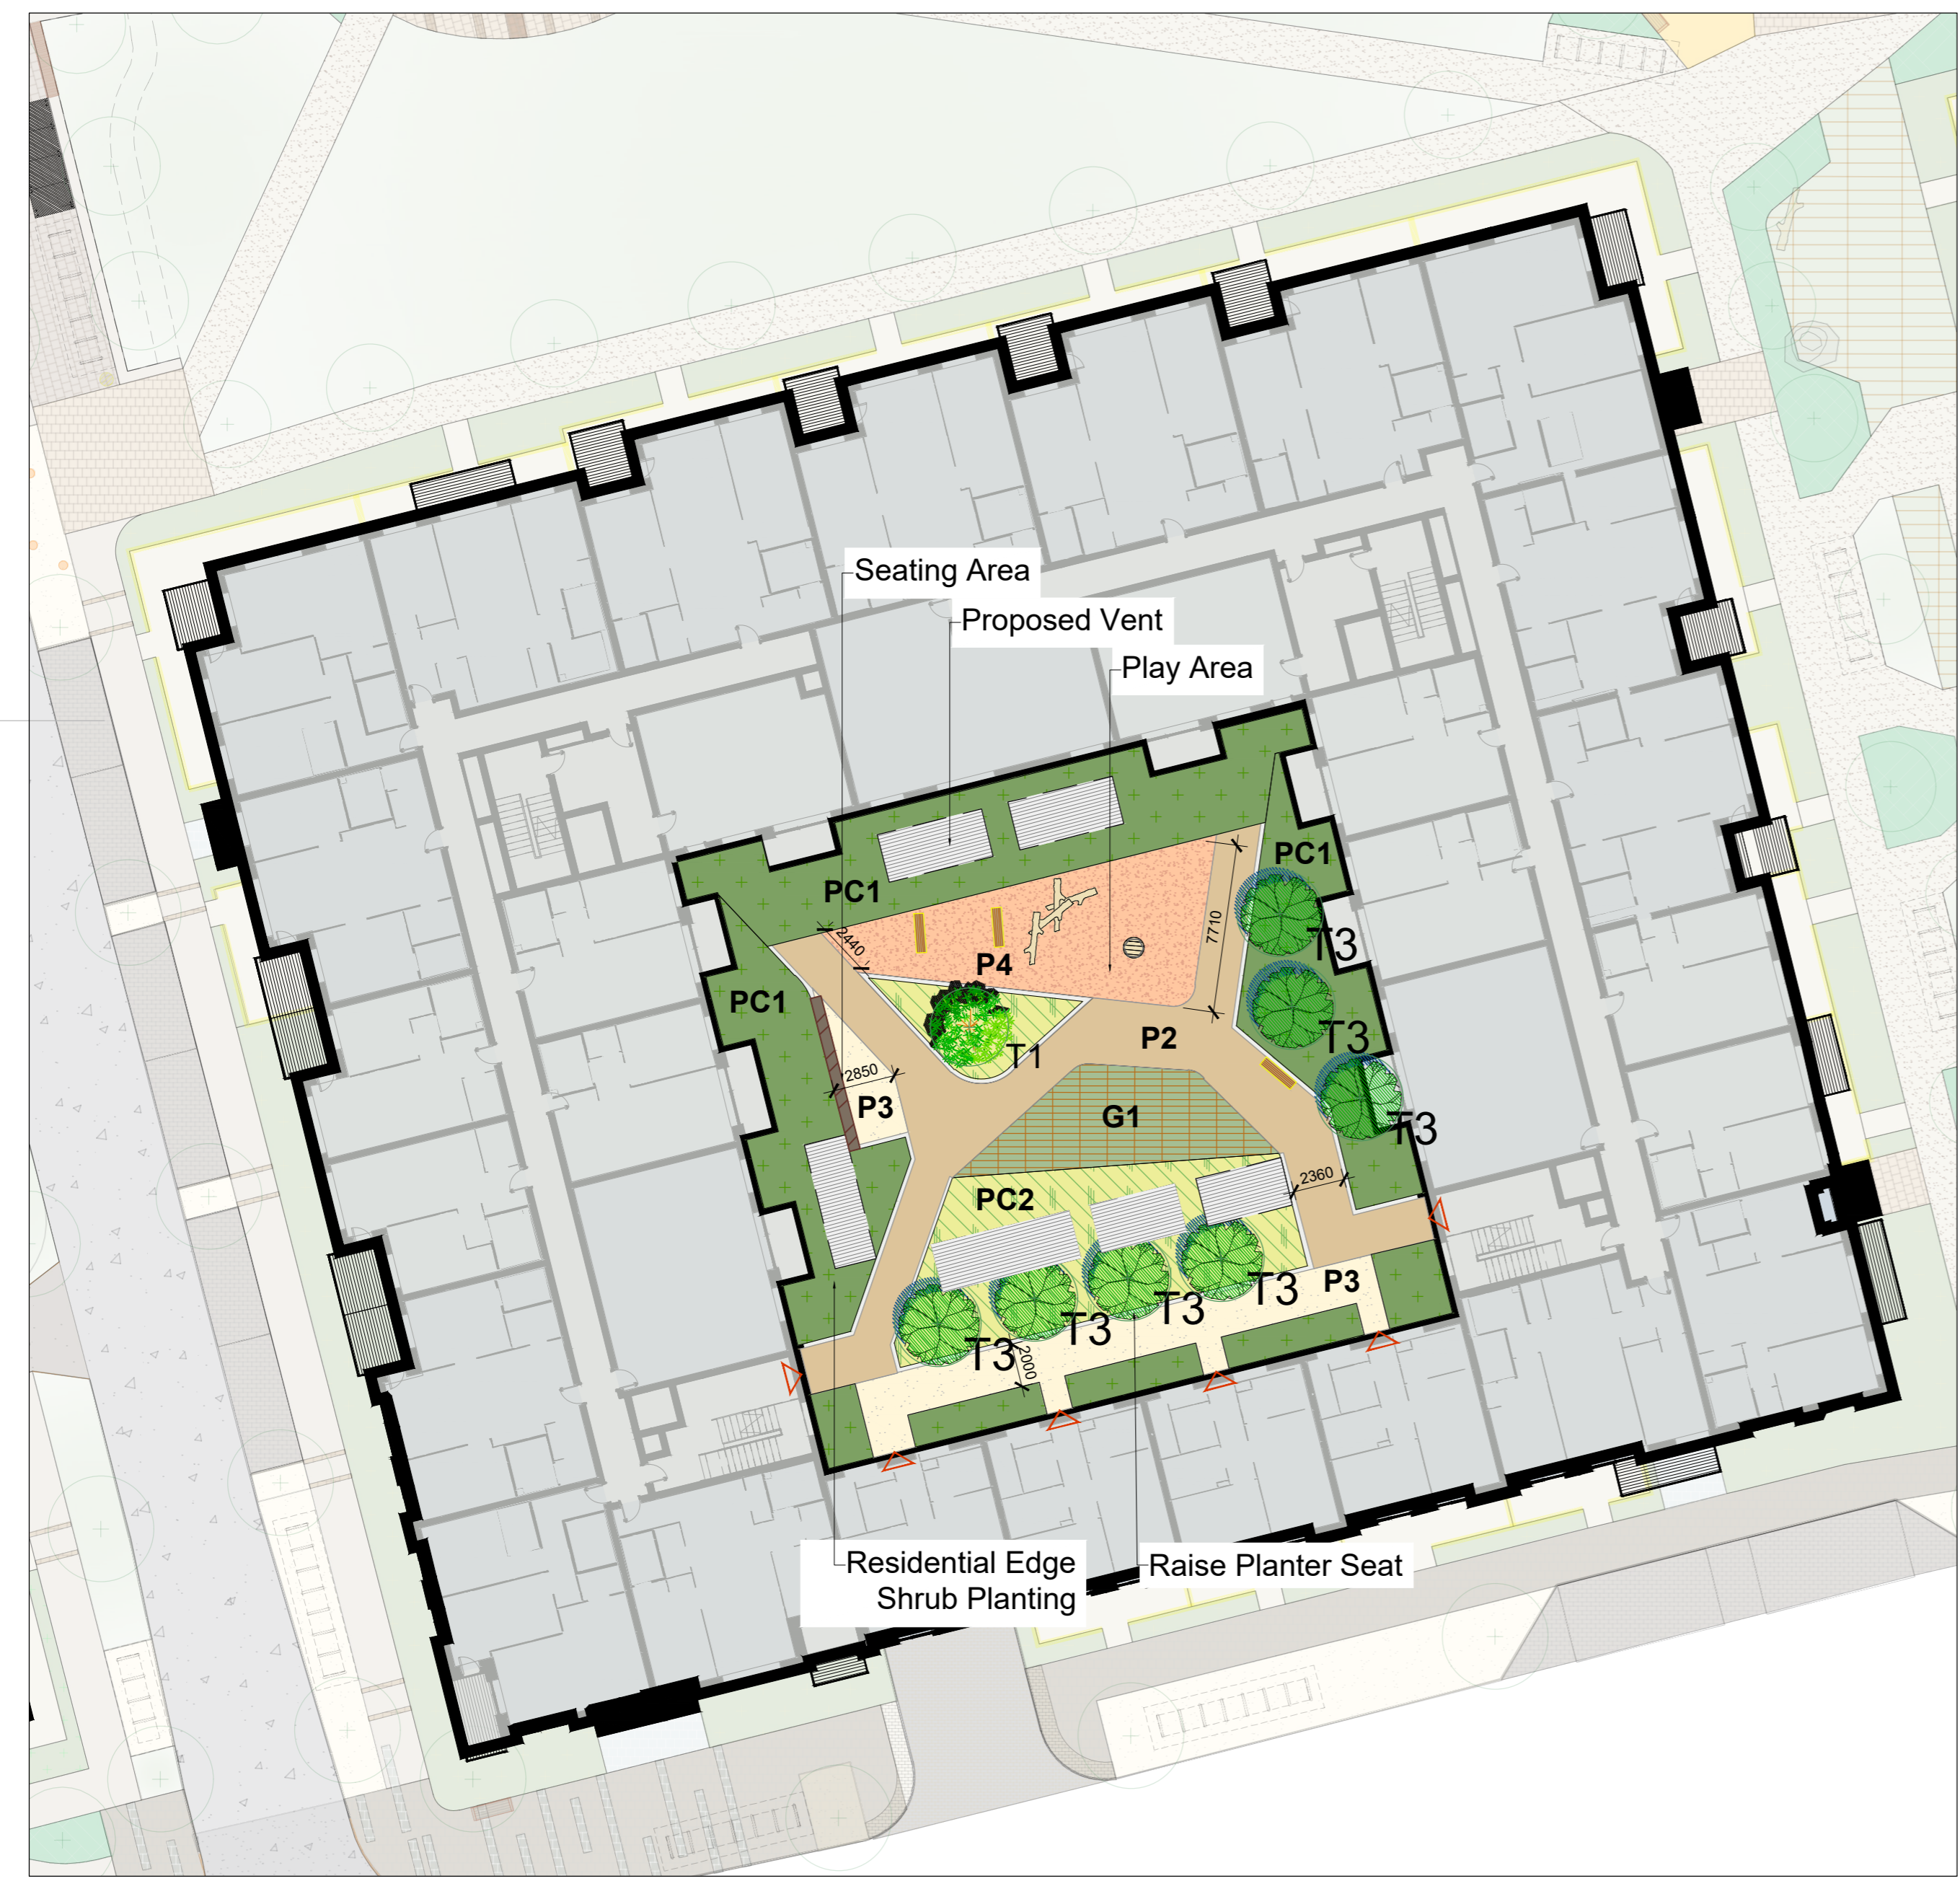 Seating Area
Proposed Vent
Play Area
PC1
PC1
2440
7710
T3
P4
PC1
T3
P2
T1
2850
P3
G1
T3
2360
PC2
P3
T3
T3
T3
T3
2000
Residential Edge
Shrub Planting
Raise Planter Seat